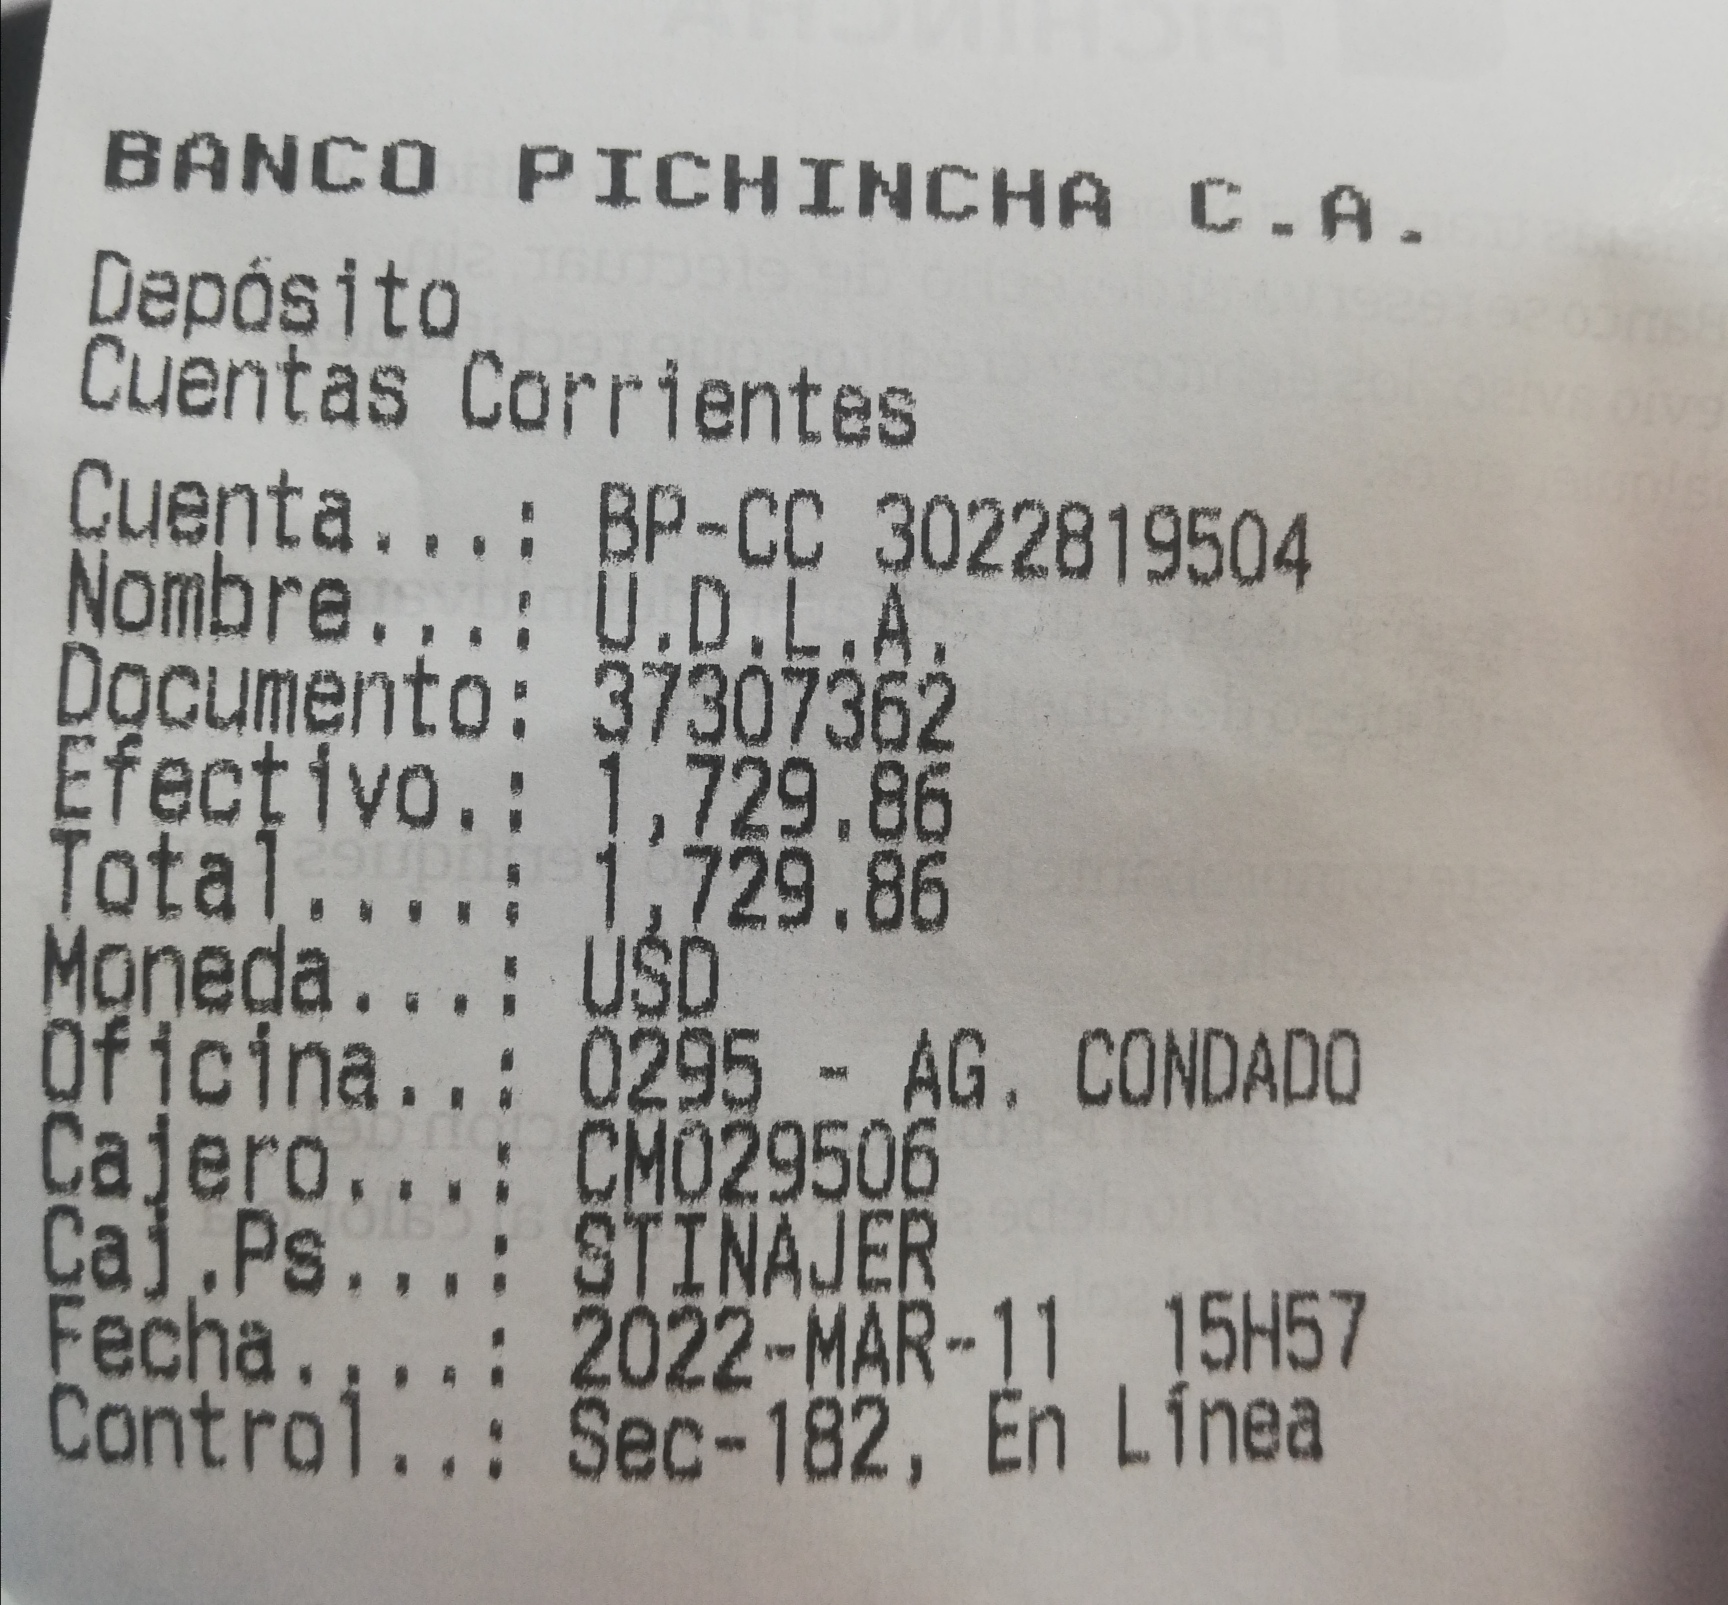 BANCO PICHINCHA C.A.
Depósito
Cuentas Corrientes
Cuenta...: BP-CC 3022819504
Nombre...: U.D.L.A.
Documento: 37307362
Efectivo.: 1,729.86
Total....: 1,729.86
Moneda...: USD
Oficina..: 0295 - AG. CONDADO
Cajero...: CM029506
Caj.Ps...: STINAJER
Fecha....: 2022-MAR-11 15H57
Control..: Sec-182, En Línea